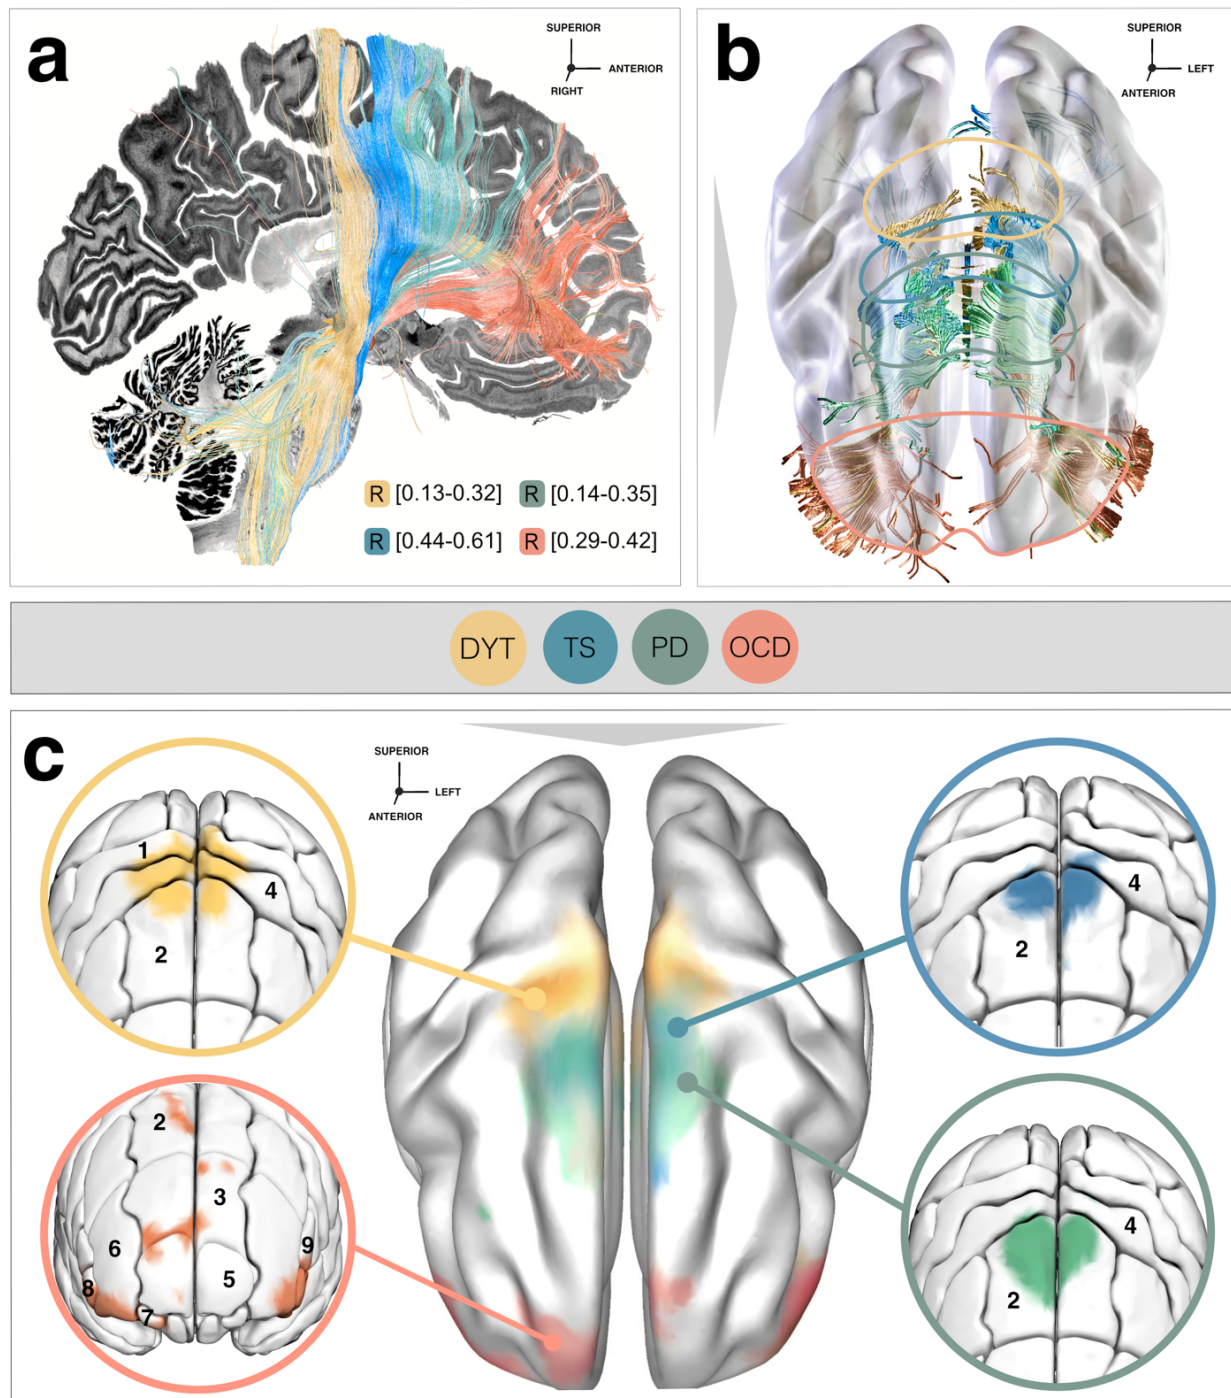 a
SUPERIOR
ANTERIOR
RIGHT
R [0.13-0.32] R [0.14-0.35]
R [0.44-0.61] R [0.29-0.42]
b
SUPERIOR
LEFT
ANTERIOR
DYT TS PD OCD
c
SUPERIOR
LEFT
ANTERIOR
1
4
2
4
2
2
3
6
9
8
5
7
4
2